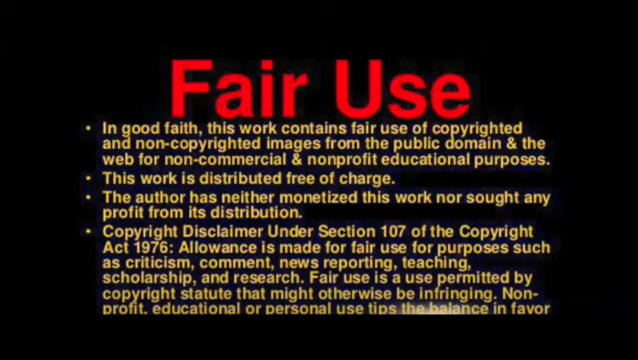 Fair Use
• In good faith, this work contains fair use of copyrighted
and non-copyrighted images from the public domain & the
web for non-commercial & nonprofit educational purposes.
• This work is distributed free of charge.
• The author has neither monetized this work nor sought any
profit from its distribution.
• Copyright Disclaimer Under Section 107 of the Copyright
Act 1976: Allowance is made for fair use for purposes such
as criticism, comment, news reporting, teaching,
scholarship, and research. Fair use is a use permitted by
copyright statute that might otherwise be infringing. Non-
profit, educational or personal use tips the balance in favor